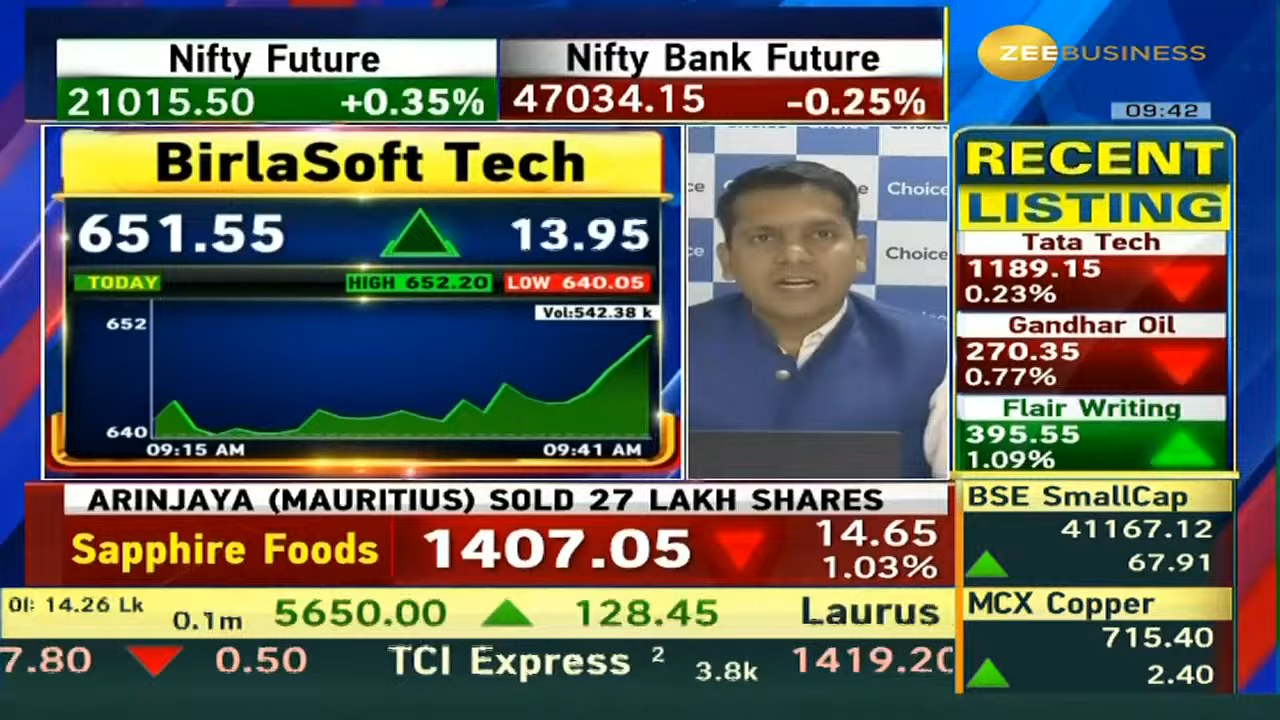 Nifty Future
21015.50 +0.35%
Nifty Bank Future
47034.15 -0.25%
ZEEBUSINESS
09:42
BirlaSoft Tech
651.55 13.95
TODAY HIGH 652.20 LOW 640.05
Vol:542.38 k
652
640
09:15 AM 09:41 AM
Choice
Choice
RECENT
LISTING
Tata Tech
1189.15
0.23%
Gandhar Oil
270.35
0.77%
Flair Writing
395.55
1.09%
ARINJAYA (MAURITIUS) SOLD 27 LAKH SHARES
Sapphire Foods 1407.05 14.65
1.03%
BSE SmallCap
41167.12
67.91
MCX Copper
715.40
2.40
OI: 14.26 Lk 0.1m 5650.00 128.45 Laurus
7.80 0.50 TCI Express 2 3.8k 1419.20